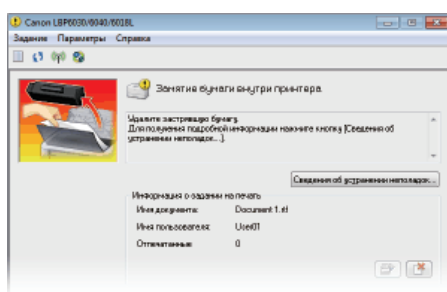 Canon LBP6030/6040/6018L
Задание Параметры Справка
Замятие бумаги внутри принтера.
Удалите застрявшую бумагу.
Для получения подробной информации нажмите кнопку [Сведения об
устранении неполадок...].
Сведения об устранении неполадок...
Информация о задании на печать
Имя документа: Document 1.rtf
Имя пользователя: User01
Отпечатанные: 0